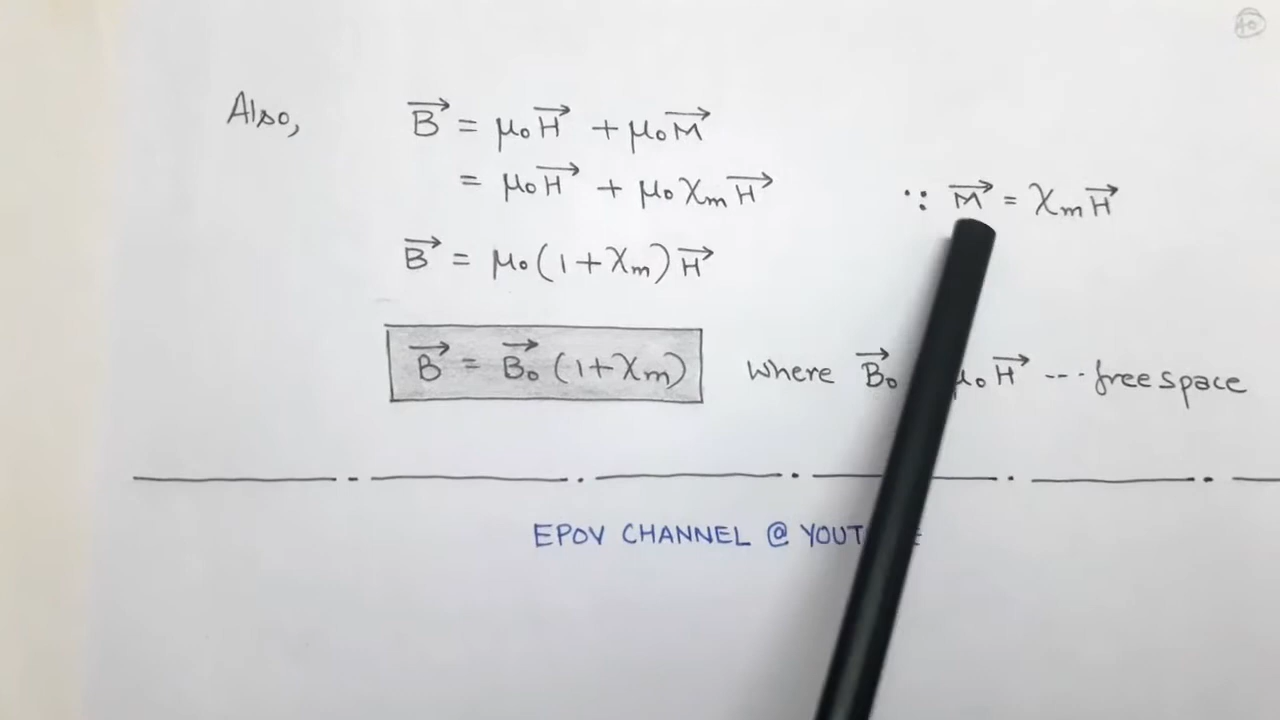 Also, B⃗ = μ₀H⃗ + μ₀M⃗
= μ₀H⃗ + μ₀χₘH⃗ ∵ M⃗ = χₘH⃗
B⃗ = μ₀(1+χₘ)H⃗
B⃗ = B⃗₀(1+χₘ) where B⃗₀ μ₀H⃗ --- free space
EPOV CHANNEL @